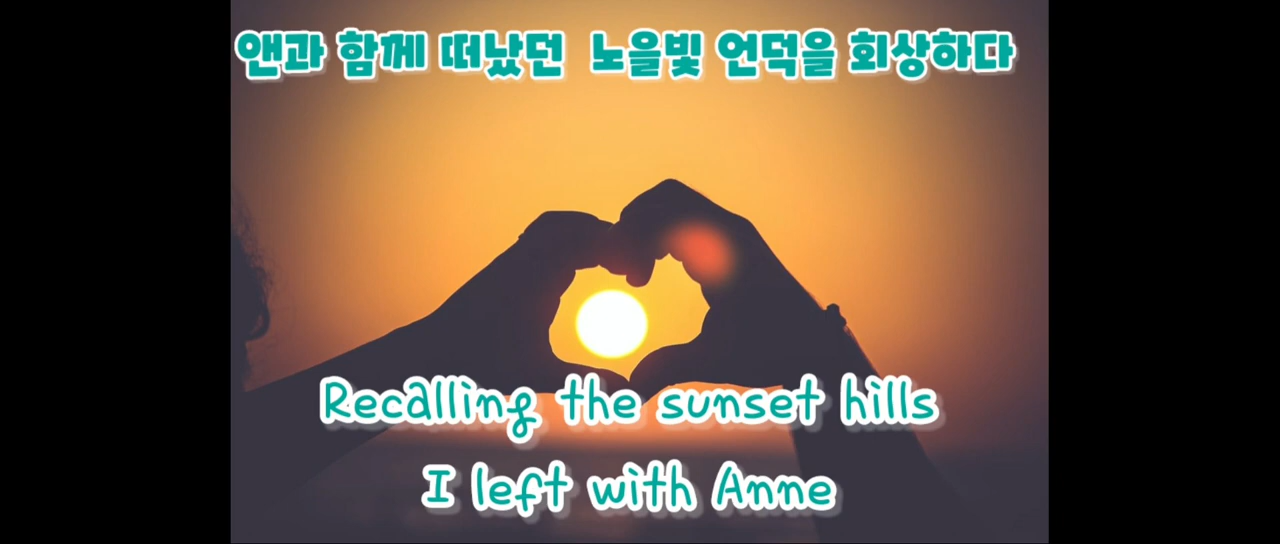 앤과 함께 떠났던 노을빛 언덕을 회상하다
Recalling the sunset hills
I left with Anne